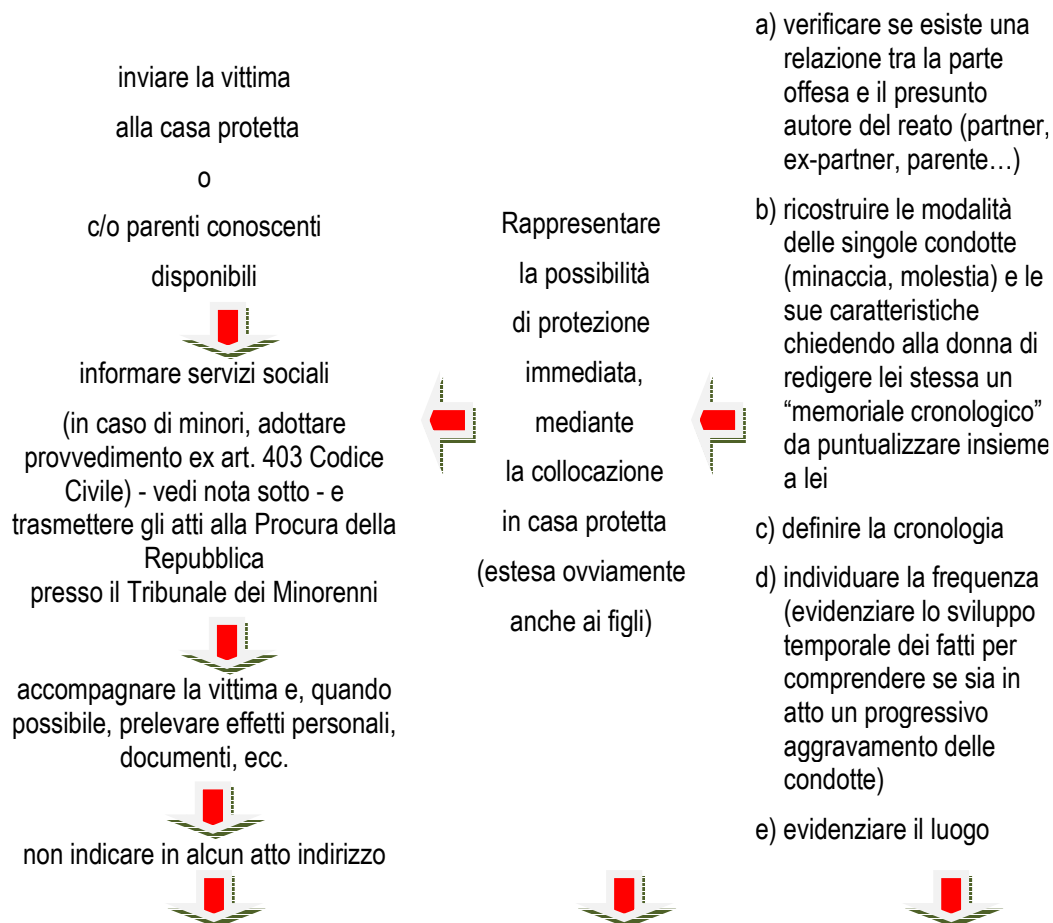 inviare la vittima
alla casa protetta
o
c/o parenti conoscenti
disponibili
informare servizi sociali
(in caso di minori, adottare
provvedimento ex art. 403 Codice
Civile) - vedi nota sotto - e
trasmettere gli atti alla Procura della
Repubblica
presso il Tribunale dei Minorenni
accompagnare la vittima e, quando
possibile, prelevare effetti personali,
documenti, ecc.
non indicare in alcun atto indirizzo
Rappresentare
la possibilità
di protezione
immediata,
mediante
la collocazione
in casa protetta
(estesa ovviamente
anche ai figli)
a) verificare se esiste una
relazione tra la parte
offesa e il presunto
autore del reato (partner,
ex-partner, parente…)
b) ricostruire le modalità
delle singole condotte
(minaccia, molestia) e le
sue caratteristiche
chiedendo alla donna di
redigere lei stessa un
“memoriale cronologico”
da puntualizzare insieme
a lei
c) definire la cronologia
d) individuare la frequenza
(evidenziare lo sviluppo
temporale dei fatti per
comprendere se sia in
atto un progressivo
aggravamento delle
condotte)
e) evidenziare il luogo